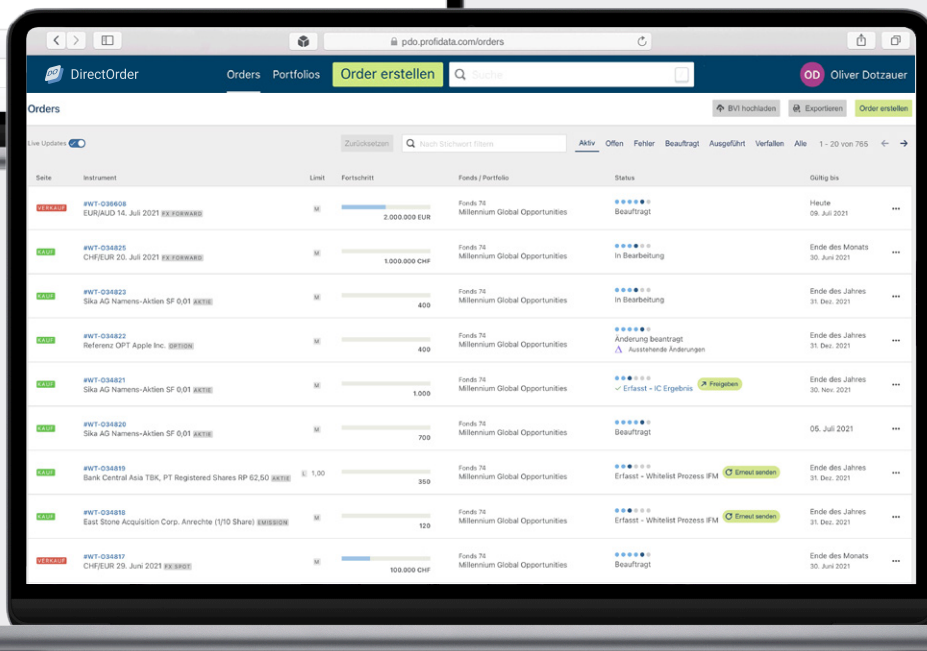 pdo.profidata.com/orders
DirectOrder Orders Portfolios Order erstellen Suche OD Oliver Dotzauer
Orders BVI hochladen Exportieren Order erstellen
Live Updates Zurücksetzen Nach Stichwort filtern Aktiv Offen Fehler Beauftragt Ausgeführt Verfallen Alle 1 - 20 von 765
Seite Instrument Limit Fortschritt Fonds / Portfolio Status Gültig bis
VERKAUF #WT-036608 M Fonds 74 Heute
EUR/AUD 14. Juli 2021 FX FORWARD 2.000.000 EUR Millennium Global Opportunities Beauftragt 09. Juli 2021
KAUF #WT-034825 M Fonds 74 Ende des Monats
CHF/EUR 20. Juli 2021 FX FORWARD 1.000.000 CHF Millennium Global Opportunities In Bearbeitung 30. Juni 2021
KAUF #WT-034823 M Fonds 74 Ende des Jahres
Sika AG Namens-Aktien SF 0,01 AKTIE 400 Millennium Global Opportunities In Bearbeitung 31. Dez. 2021
KAUF #WT-034822 M Fonds 74 Änderung beantragt Ende des Jahres
Referenz OPT Apple Inc. OPTION 400 Millennium Global Opportunities Ausstehende Änderungen 31. Dez. 2021
KAUF #WT-034821 M Fonds 74 Ende des Jahres
Sika AG Namens-Aktien SF 0,01 AKTIE 1.000 Millennium Global Opportunities Erfasst - IC Ergebnis Freigeben 30. Nov. 2021
KAUF #WT-034820 M Fonds 74
Sika AG Namens-Aktien SF 0,01 AKTIE 700 Millennium Global Opportunities Beauftragt 05. Juli 2021
KAUF #WT-034819 L 1,00 Fonds 74 Ende des Jahres
Bank Central Asia TBK, PT Registered Shares RP 62,50 AKTIE 350 Millennium Global Opportunities Erfasst - Whitelist Prozess IFM Erneut senden 31. Dez. 2021
KAUF #WT-034818 M Fonds 74 Ende des Jahres
East Stone Acquisition Corp. Anrechte (1/10 Share) EMISSION 120 Millennium Global Opportunities Erfasst - Whitelist Prozess IFM Erneut senden 31. Dez. 2021
VERKAUF #WT-034817 M Fonds 74 Ende des Monats
CHF/EUR 29. Juni 2021 FX SPOT 100.000 CHF Millennium Global Opportunities Beauftragt 30. Juni 2021